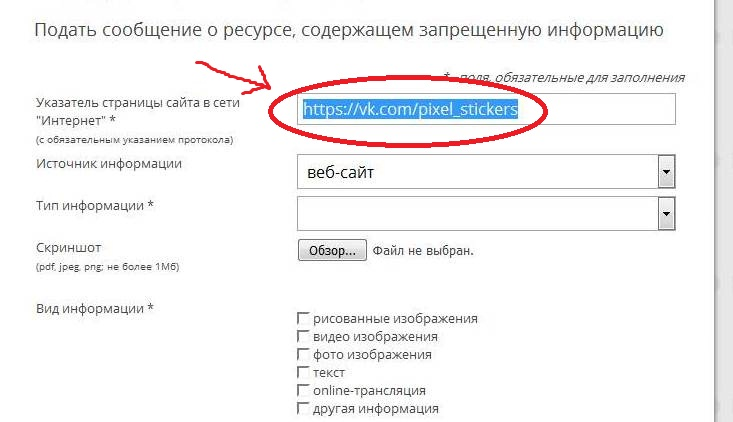 Подать сообщение о ресурсе, содержащем запрещенную информацию
* - поля, обязательные для заполнения
Указатель страницы сайта в сети
"Интернет" *
(с обязательным указанием протокола)
https://vk.com/pixel_stickers
Источник информации
веб-сайт
Тип информации *
Скриншот
(pdf, jpeg, png; не более 1Мб)
Обзор... Файл не выбран.
Вид информации *
рисованные изображения
видео изображения
фото изображения
текст
online-трансляция
другая информация